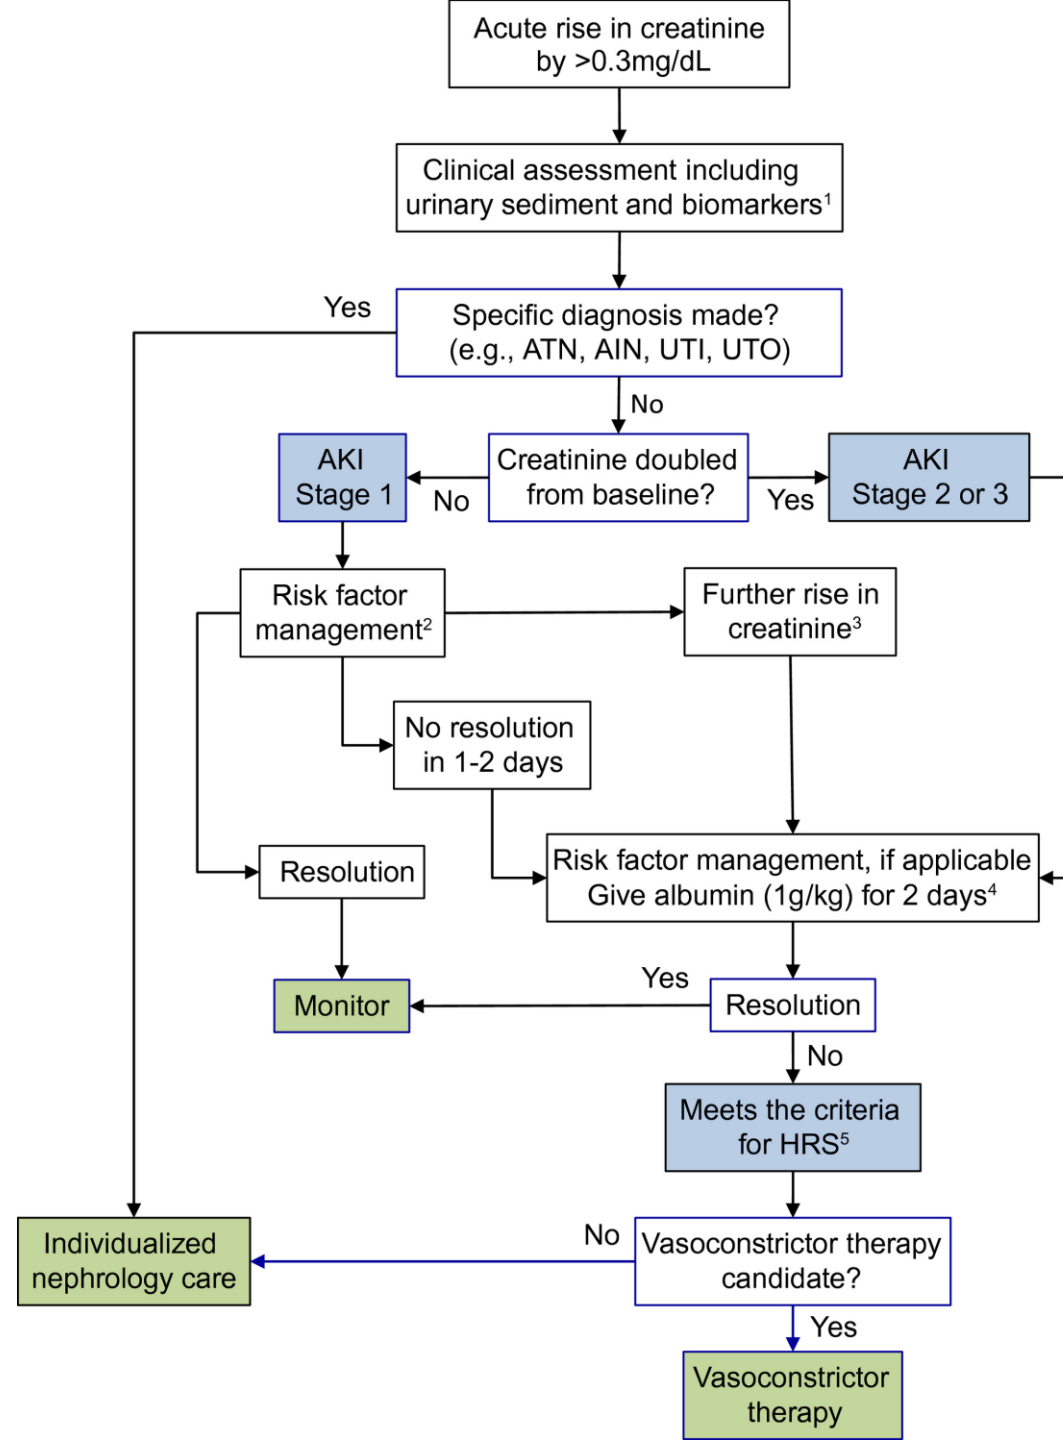 Acute rise in creatinine
by >0.3mg/dL
Clinical assessment including
urinary sediment and biomarkers¹
Yes
Specific diagnosis made?
(e.g., ATN, AIN, UTI, UTO)
No
AKI
Stage 1
No
Creatinine doubled
from baseline?
Yes
AKI
Stage 2 or 3
Risk factor
management²
Further rise in
creatinine³
No resolution
in 1-2 days
Resolution
Risk factor management, if applicable
Give albumin (1g/kg) for 2 days⁴
Monitor
Yes
Resolution
No
Meets the criteria
for HRS⁵
Individualized
nephrology care
No
Vasoconstrictor therapy
candidate?
Yes
Vasoconstrictor
therapy